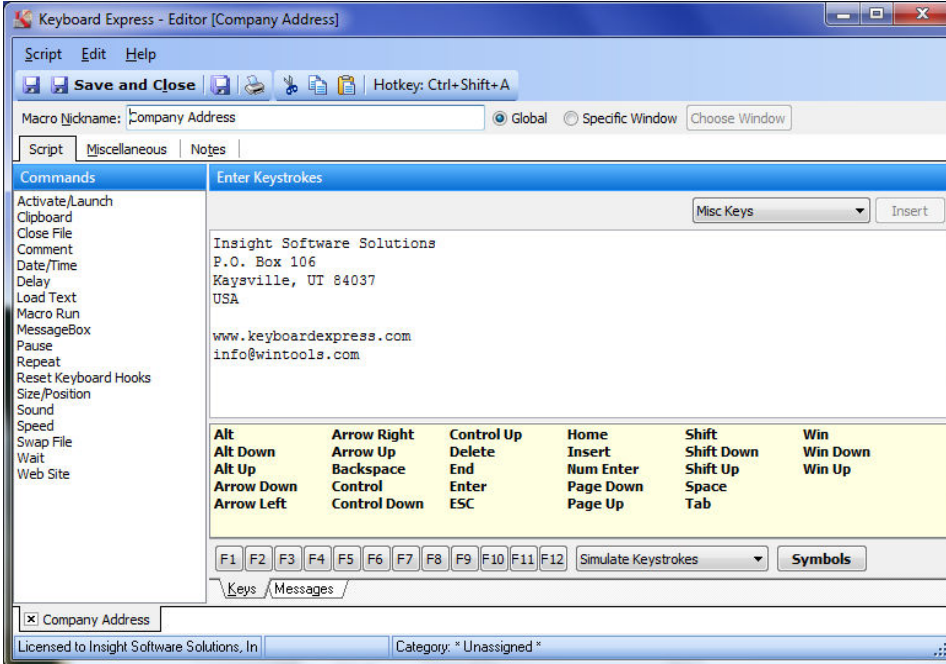 Keyboard Express - Editor [Company Address]
Script Edit Help
Save and Close Hotkey: Ctrl+Shift+A
Macro Nickname: Company Address Global Specific Window Choose Window
Script Miscellaneous Notes
Commands
Activate/Launch
Clipboard
Close File
Comment
Date/Time
Delay
Load Text
Macro Run
MessageBox
Pause
Repeat
Reset Keyboard Hooks
Size/Position
Sound
Speed
Swap File
Wait
Web Site
Enter Keystrokes
Misc Keys Insert
Insight Software Solutions
P.O. Box 106
Kaysville, UT 84037
USA
www.keyboardexpress.com
info@wintools.com
Alt Arrow Right Control Up Home Shift Win
Alt Down Arrow Up Delete Insert Shift Down Win Down
Alt Up Backspace End Num Enter Shift Up Win Up
Arrow Down Control Enter Page Down Space
Arrow Left Control Down ESC Page Up Tab
F1 F2 F3 F4 F5 F6 F7 F8 F9 F10 F11 F12 Simulate Keystrokes Symbols
Keys Messages
Company Address
Licensed to Insight Software Solutions, In Category: * Unassigned *